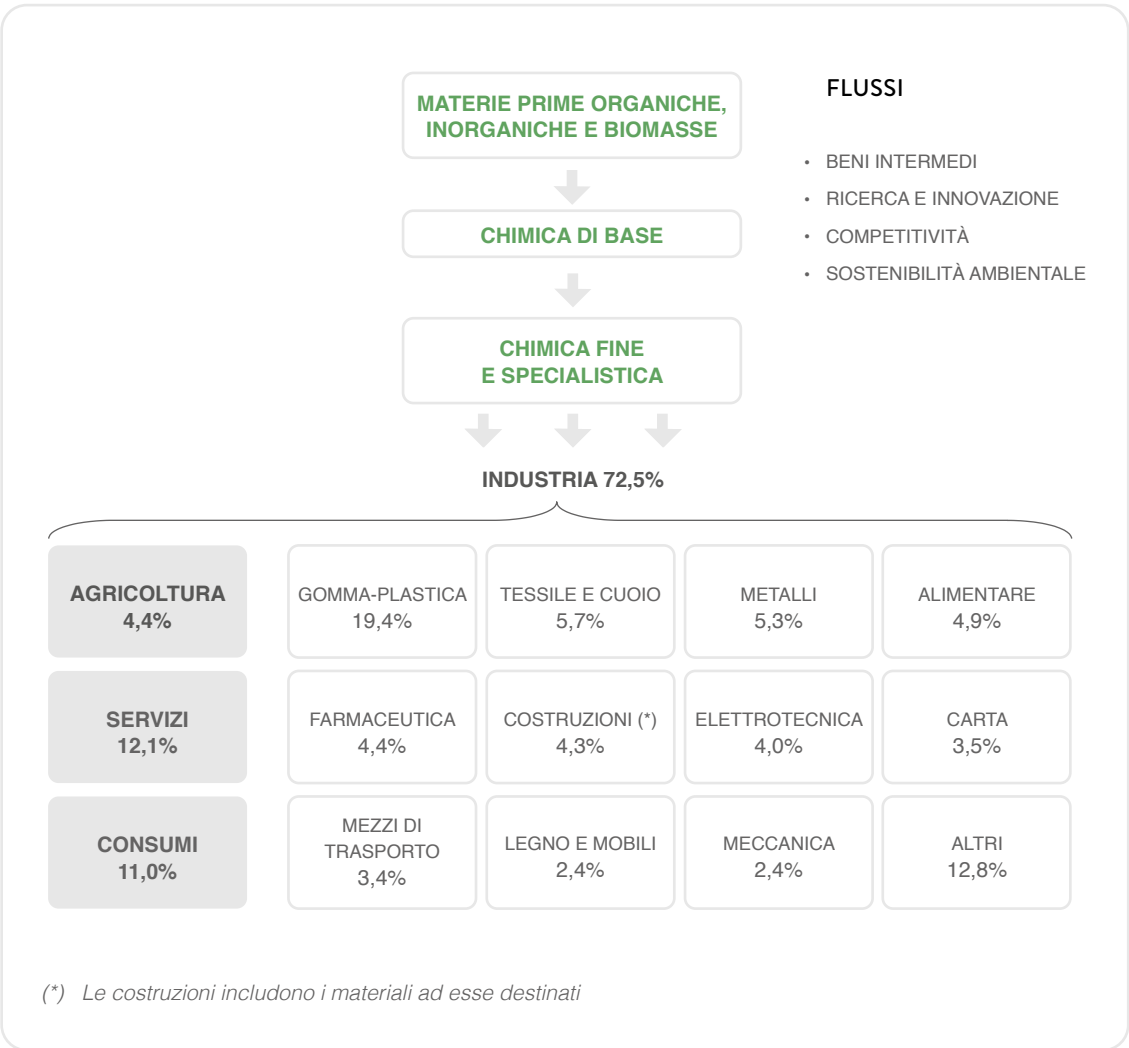 MATERIE PRIME ORGANICHE,
INORGANICHE E BIOMASSE
FLUSSI
• BENI INTERMEDI
• RICERCA E INNOVAZIONE
• COMPETITIVITÀ
• SOSTENIBILITÀ AMBIENTALE
CHIMICA DI BASE
CHIMICA FINE
E SPECIALISTICA
INDUSTRIA 72,5%
AGRICOLTURA
4,4%
GOMMA-PLASTICA
19,4%
TESSILE E CUOIO
5,7%
METALLI
5,3%
ALIMENTARE
4,9%
SERVIZI
12,1%
FARMACEUTICA
4,4%
COSTRUZIONI (*)
4,3%
ELETTROTECNICA
4,0%
CARTA
3,5%
CONSUMI
11,0%
MEZZI DI
TRASPORTO
3,4%
LEGNO E MOBILI
2,4%
MECCANICA
2,4%
ALTRI
12,8%
(*) Le costruzioni includono i materiali ad esse destinati